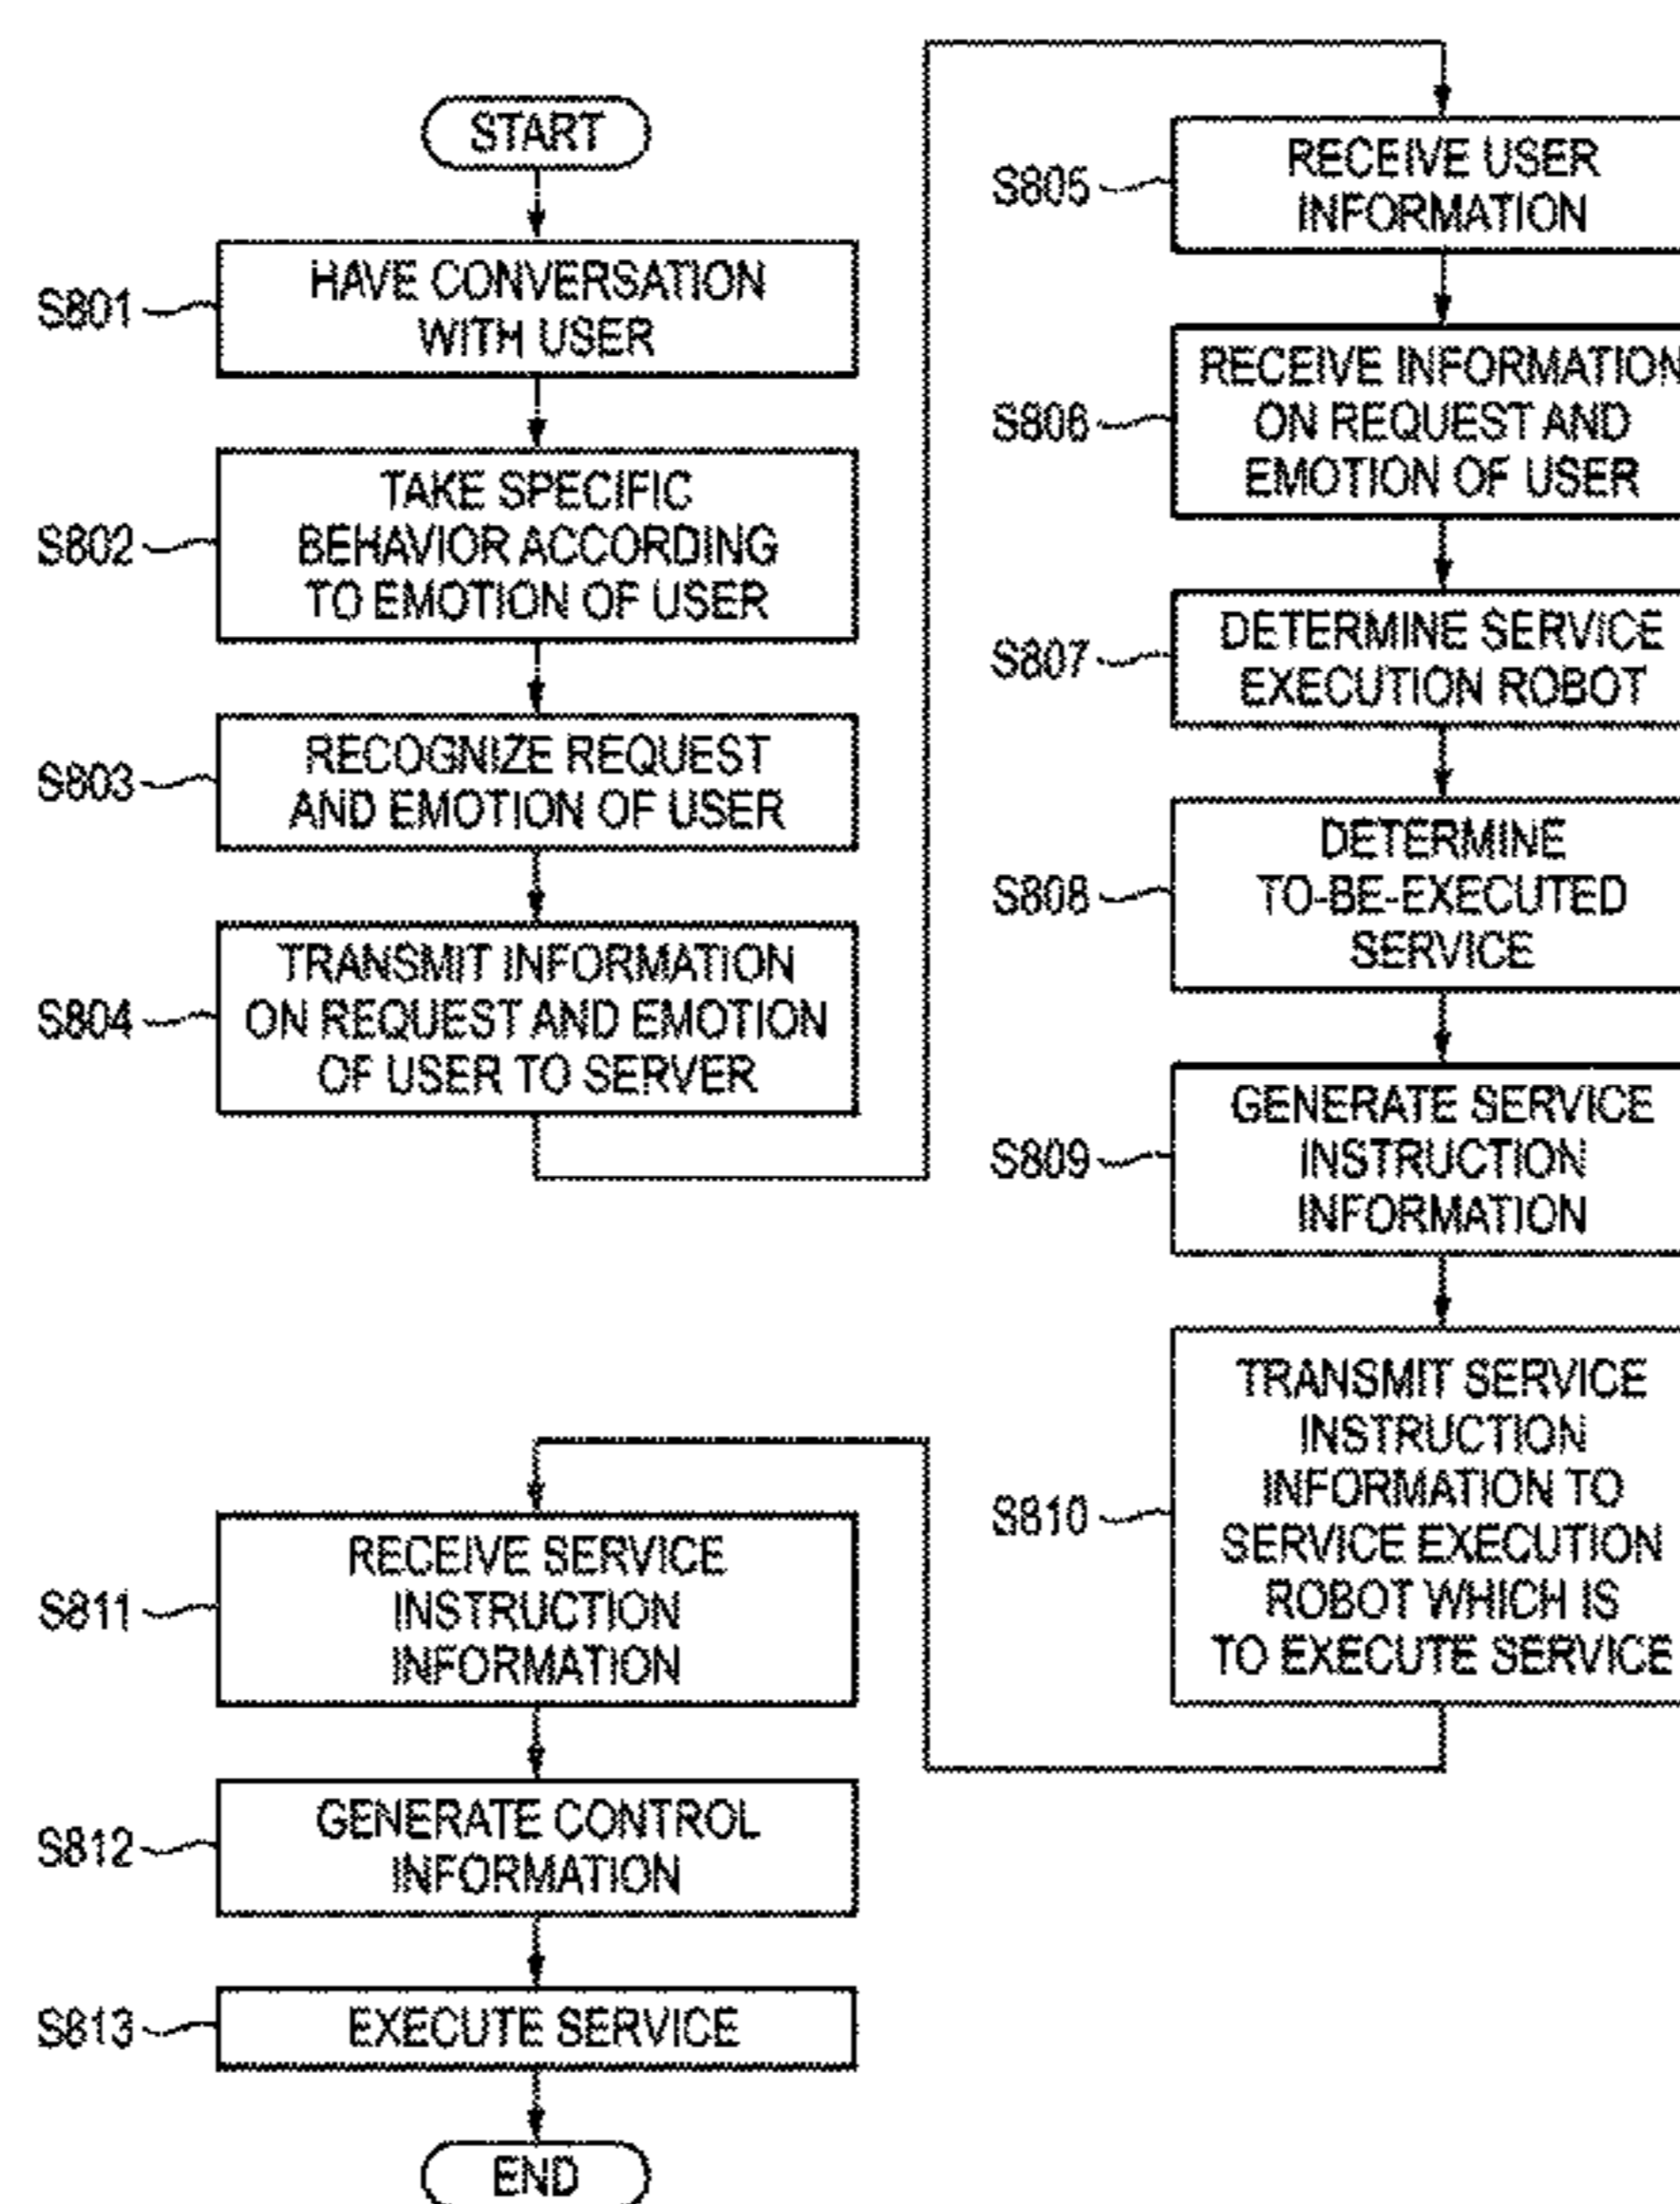 START
S801
HAVE CONVERSATION
WITH USER
S802
TAKE SPECIFIC
BEHAVIOR ACCORDING
TO EMOTION OF USER
S803
RECOGNIZE REQUEST
AND EMOTION OF USER
S804
TRANSMIT INFORMATION
ON REQUEST AND EMOTION
OF USER TO SERVER
S805
RECEIVE USER
INFORMATION
S806
RECEIVE INFORMATION
ON REQUEST AND
EMOTION OF USER
S807
DETERMINE SERVICE
EXECUTION ROBOT
S808
DETERMINE
TO-BE-EXECUTED
SERVICE
S809
GENERATE SERVICE
INSTRUCTION
INFORMATION
S810
TRANSMIT SERVICE
INSTRUCTION
INFORMATION TO
SERVICE EXECUTION
ROBOT WHICH IS
TO EXECUTE SERVICE
S811
RECEIVE SERVICE
INSTRUCTION
INFORMATION
S812
GENERATE CONTROL
INFORMATION
S813
EXECUTE SERVICE
END